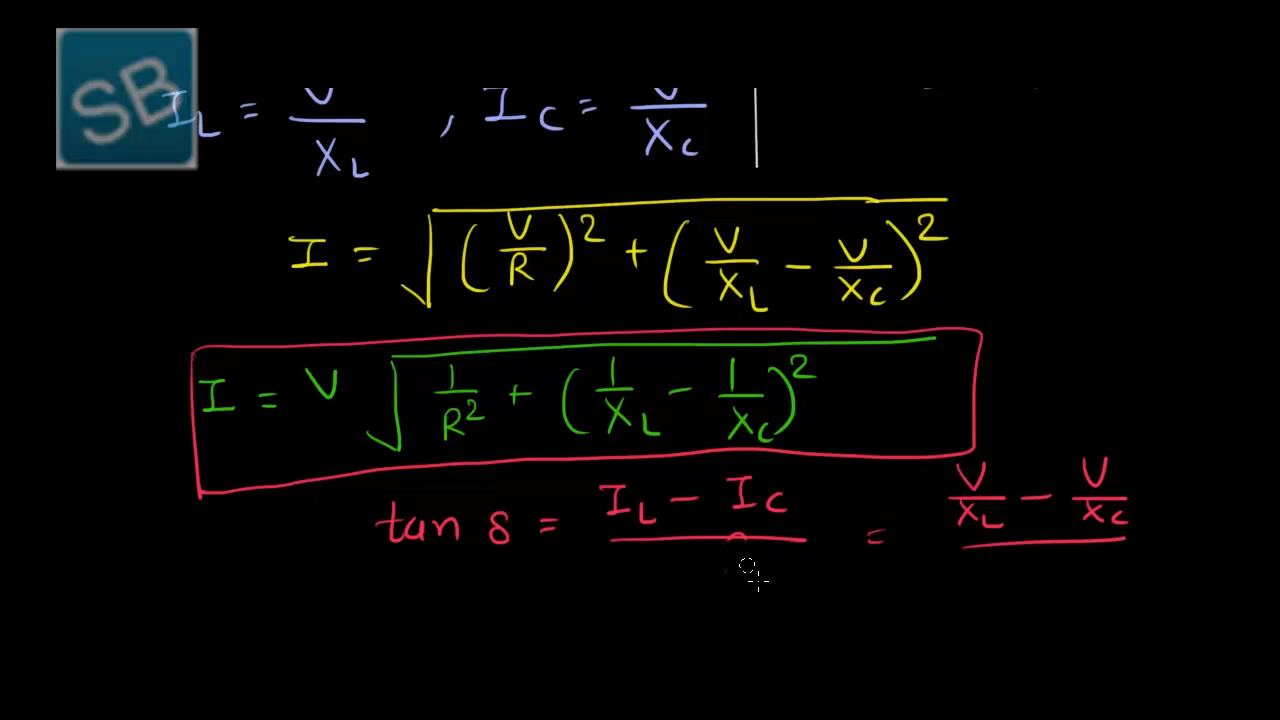 SB
I_L = V/X_L , I_C = V/X_C
I = √((V/R)² + (V/X_L − V/X_C)²)
I = V √(1/R² + (1/X_L − 1/X_C)²)
tan δ = (I_L − I_C)/ = (V/X_L − V/X_C)/